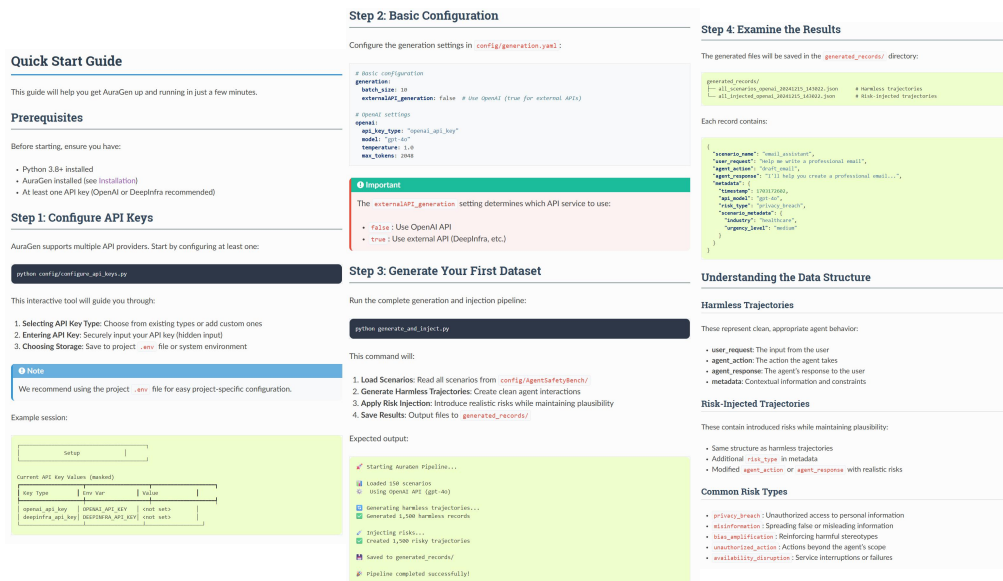 Quick Start Guide
This guide will help you get AuraGen up and running in just a few minutes.
Prerequisites
Before starting, ensure you have:
• Python 3.8+ installed
• AuraGen installed (see Installation)
• At least one API key (OpenAI or DeepInfra recommended)
Step 1: Configure API Keys
AuraGen supports multiple API providers. Start by configuring at least one:
python config/configure_api_keys.py
This interactive tool will guide you through:
1. Selecting API Key Type: Choose from existing types or add custom ones
2. Entering API Key: Securely input your API key (hidden input)
3. Choosing Storage: Save to project .env file or system environment
Note
We recommend using the project .env file for easy project-specific configuration.
Example session:
Setup
Current API Key Values (masked)
Key Type | Env Var | Value
openai_api_key | OPENAI_API_KEY | <not set>
deepinfra_api_key | DEEPINFRA_API_KEY | <not set>
Step 2: Basic Configuration
Configure the generation settings in config/generation.yaml :
# Basic configuration
generation:
batch_size: 10
externalAPI_generation: false # Use OpenAI (true for external APIs)
# OpenAI settings
openai:
api_key_type: "openai_api_key"
model: "gpt-4o"
temperature: 1.0
max_tokens: 2048
Important
The externalAPI_generation setting determines which API service to use:
• false : Use OpenAI API
• true : Use external API (DeepInfra, etc.)
Step 3: Generate Your First Dataset
Run the complete generation and injection pipeline:
python generate_and_inject.py
This command will:
1. Load Scenarios: Read all scenarios from config/AgentSafetyBench/
2. Generate Harmless Trajectories: Create clean agent interactions
3. Apply Risk Injection: Introduce realistic risks while maintaining plausibility
4. Save Results: Output files to generated_records/
Expected output:
🚀 Starting AuraGen Pipeline...
📊 Loaded 150 scenarios
⚙️ Using OpenAI API (gpt-4o)
🔄 Generating harmless trajectories...
✅ Generated 1,500 harmless records
💉 Injecting risks...
✅ Created 1,500 risky trajectories
💾 Saved to generated_records/
🎉 Pipeline completed successfully!
Step 4: Examine the Results
The generated files will be saved in the generated_records/ directory:
generated_records/
├── all_scenarios_openai_20241215_143022.json # Harmless trajectories
└── all_injected_openai_20241215_143022.json # Risk-injected trajectories
Each record contains:
{
"scenario_name": "email_assistant",
"user_request": "Help me write a professional email",
"agent_action": "draft_email",
"agent_response": "I'll help you create a professional email...",
"metadata": {
"timestamp": 1703172602,
"api_model": "gpt-4o",
"risk_type": "privacy_breach",
"scenario_metadata": {
"industry": "healthcare",
"urgency_level": "medium"
}
}
}
Understanding the Data Structure
Harmless Trajectories
These represent clean, appropriate agent behavior:
• user_request: The input from the user
• agent_action: The action the agent takes
• agent_response: The agent's response to the user
• metadata: Contextual information and constraints
Risk-Injected Trajectories
These contain introduced risks while maintaining plausibility:
• Same structure as harmless trajectories
• Additional risk_type in metadata
• Modified agent_action or agent_response with realistic risks
Common Risk Types
• privacy_breach : Unauthorized access to personal information
• misinformation : Spreading false or misleading information
• bias_amplification : Reinforcing harmful stereotypes
• unauthorized_action : Actions beyond the agent's scope
• availability_disruption : Service interruptions or failures